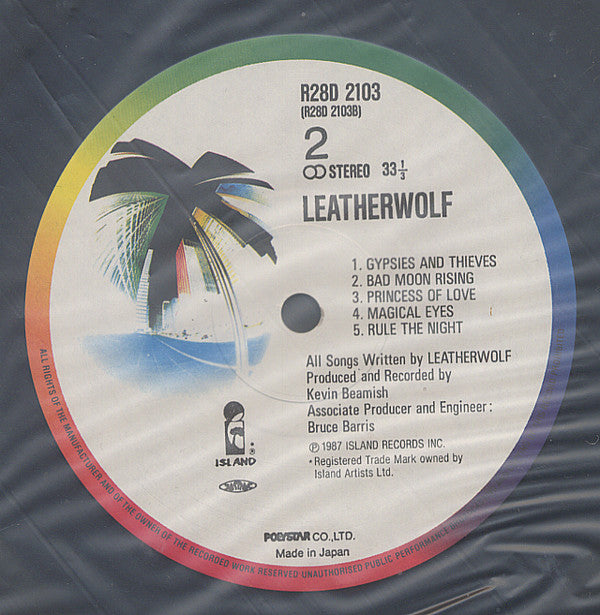 R28D 2103
(R28D 2103B)
2
STEREO 33⅓
LEATHERWOLF
1. GYPSIES AND THIEVES
2. BAD MOON RISING
3. PRINCESS OF LOVE
4. MAGICAL EYES
5. RULE THE NIGHT
All Songs Written by LEATHERWOLF
Produced and Recorded by
Kevin Beamish
Associate Producer and Engineer:
Bruce Barris
℗ 1987 ISLAND RECORDS INC.
*Registered Trade Mark owned by
Island Artists Ltd.
ISLAND®
POLYSTAR CO.,LTD.
Made in Japan
ALL RIGHTS OF THE MANUFACTURER AND OF THE OWNER OF THE RECORDED WORK RESERVED UNAUTHORISED PUBLIC PERFORMANCE